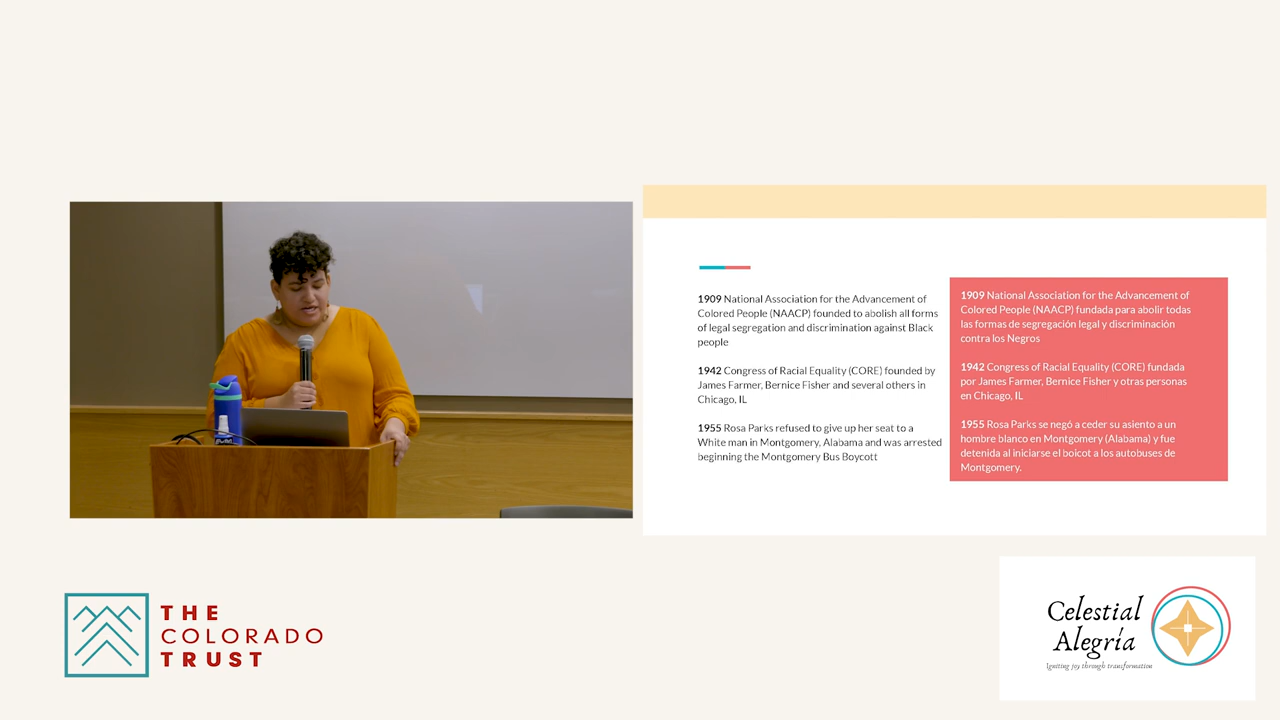 1909 National Association for the Advancement of
Colored People (NAACP) founded to abolish all forms
of legal segregation and discrimination against Black
people
1942 Congress of Racial Equality (CORE) founded by
James Farmer, Bernice Fisher and several others in
Chicago, IL
1955 Rosa Parks refused to give up her seat to a
White man in Montgomery, Alabama and was arrested
beginning the Montgomery Bus Boycott
1909 National Association for the Advancement of
Colored People (NAACP) fundada para abolir todas
las formas de segregación legal y discriminación
contra los Negros
1942 Congress of Racial Equality (CORE) fundada
por James Farmer, Bernice Fisher y otras personas
en Chicago, IL
1955 Rosa Parks se negó a ceder su asiento a un
hombre blanco en Montgomery (Alabama) y fue
detenida al iniciarse el boicot a los autobuses de
Montgomery.
THE
COLORADO
TRUST
Celestial
Alegría
Igniting joy through transformation